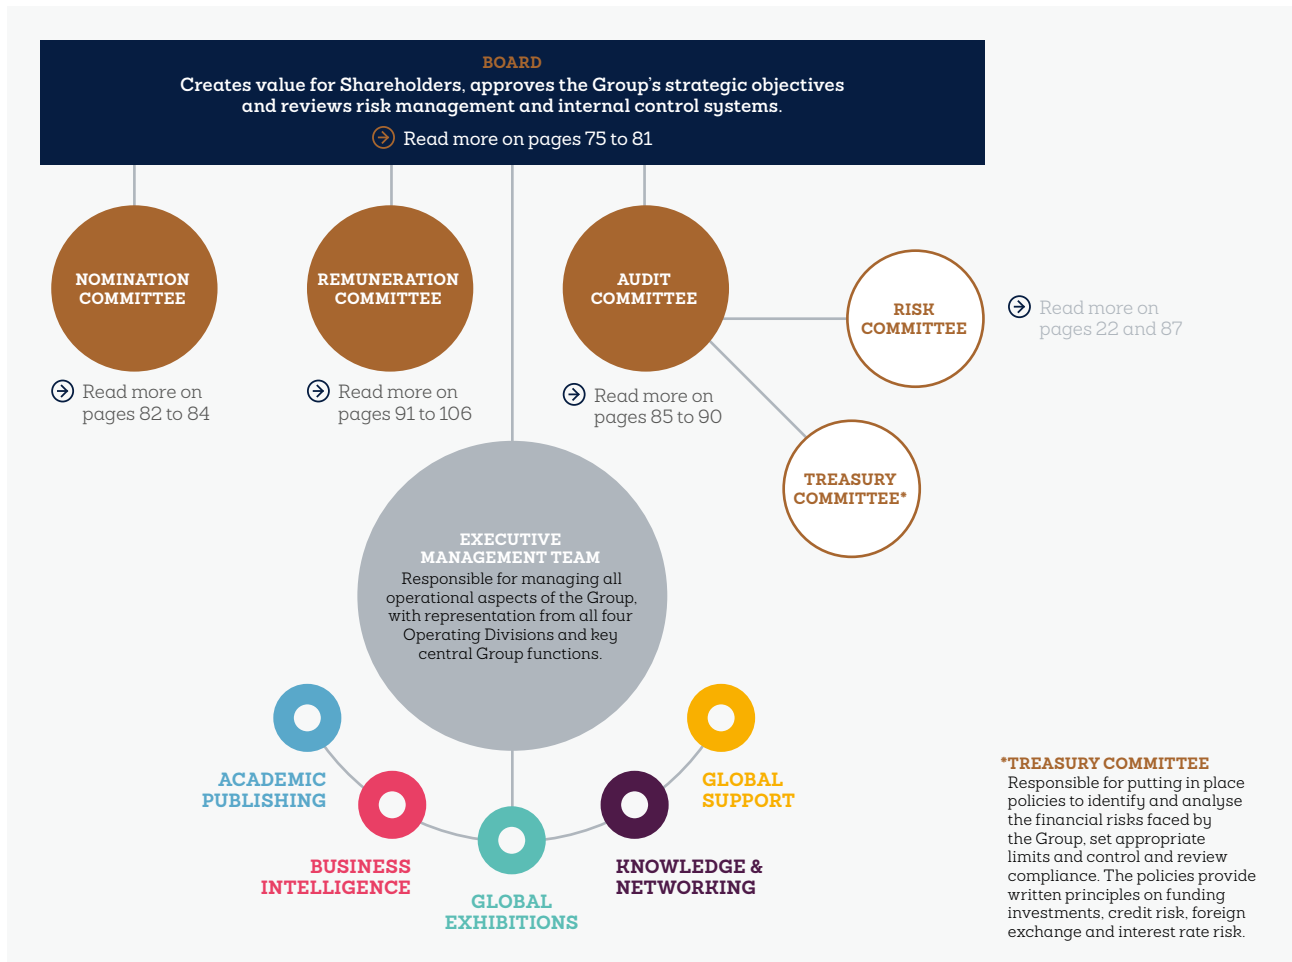 BOARD
Creates value for Shareholders, approves the Group's strategic objectives
and reviews risk management and internal control systems.
Read more on pages 75 to 81
NOMINATION
COMMITTEE
Read more on
pages 82 to 84
REMUNERATION
COMMITTEE
Read more on
pages 91 to 106
AUDIT
COMMITTEE
Read more on
pages 85 to 90
RISK
COMMITTEE
Read more on
pages 22 and 87
TREASURY
COMMITTEE*
EXECUTIVE
MANAGEMENT TEAM
Responsible for managing all
operational aspects of the Group,
with representation from all four
Operating Divisions and key
central Group functions.
ACADEMIC
PUBLISHING
BUSINESS
INTELLIGENCE
GLOBAL
EXHIBITIONS
KNOWLEDGE &
NETWORKING
GLOBAL
SUPPORT
*TREASURY COMMITTEE
Responsible for putting in place
policies to identify and analyse
the financial risks faced by
the Group, set appropriate
limits and control and review
compliance. The policies provide
written principles on funding
investments, credit risk, foreign
exchange and interest rate risk.